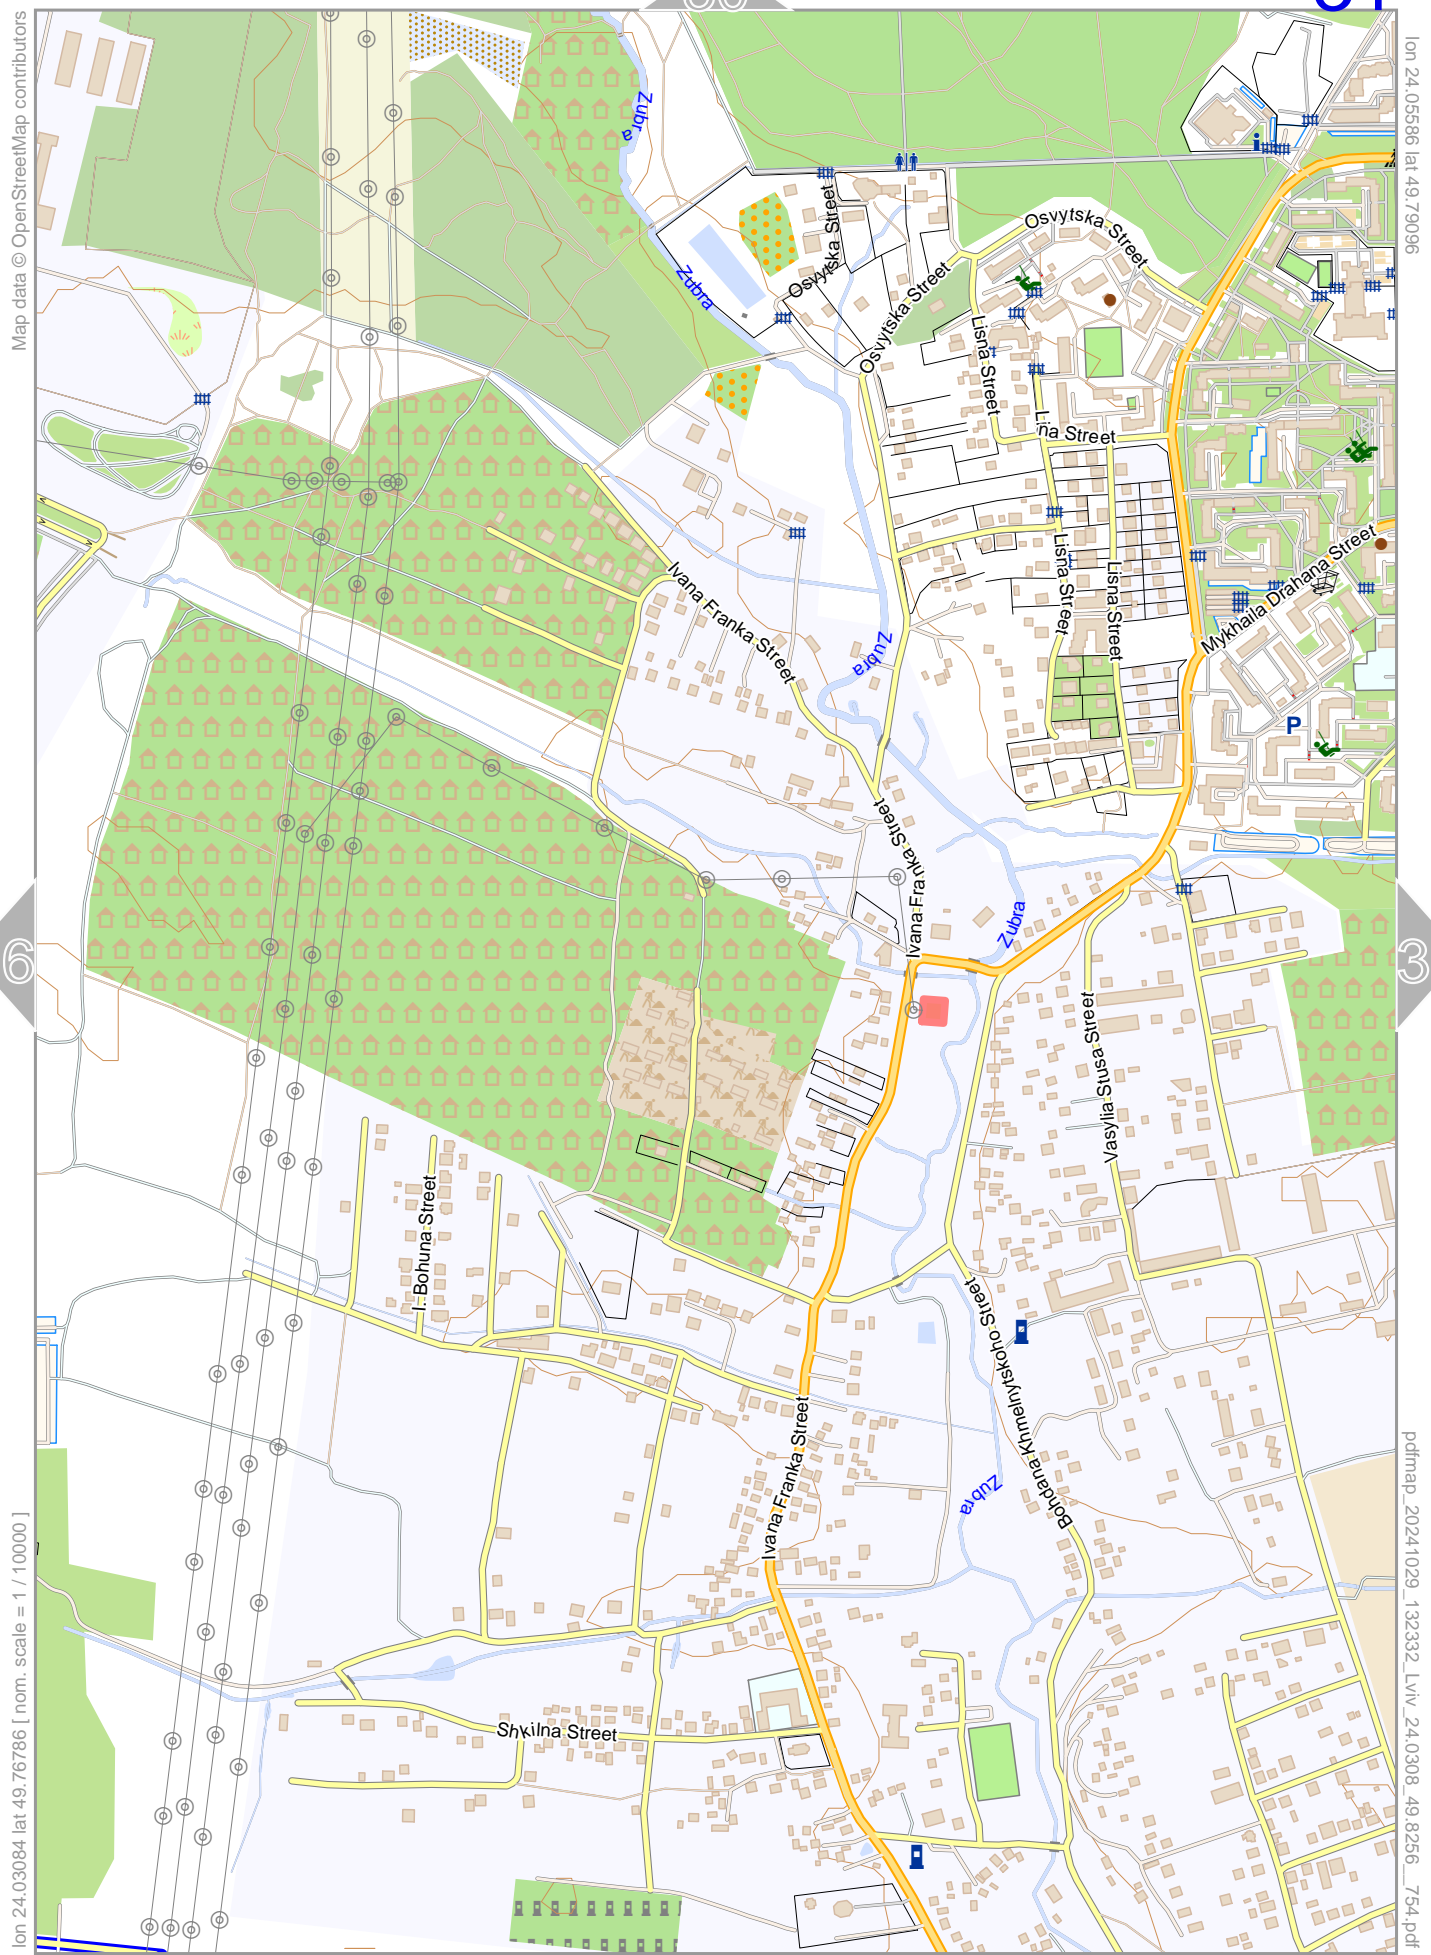 Map data © OpenStreetMap contributors
lon 24.05586 lat 49.79096
Zubra
Osvytska Street
Osvytska Street
Zubra
Osvytska Street
Lisna Street
Lisna Street
Mykhaila Drahana Street
Ivana Franka Street
Lisna Street
Lisna Street
Zubra
P
Ivana Franka Street
Zubra
6
3
Vasylia Stusa Street
I. Bohuna Street
Bohdana Khmelnytskoho Street
Ivana Franka Street
Zubra
Shkilna Street
lon 24.03084 lat 49.76786 [ nom. scale = 1 / 10000 ]
pdfmap_20241029_132332_Lviv_24.0308_49.8256__754.pdf